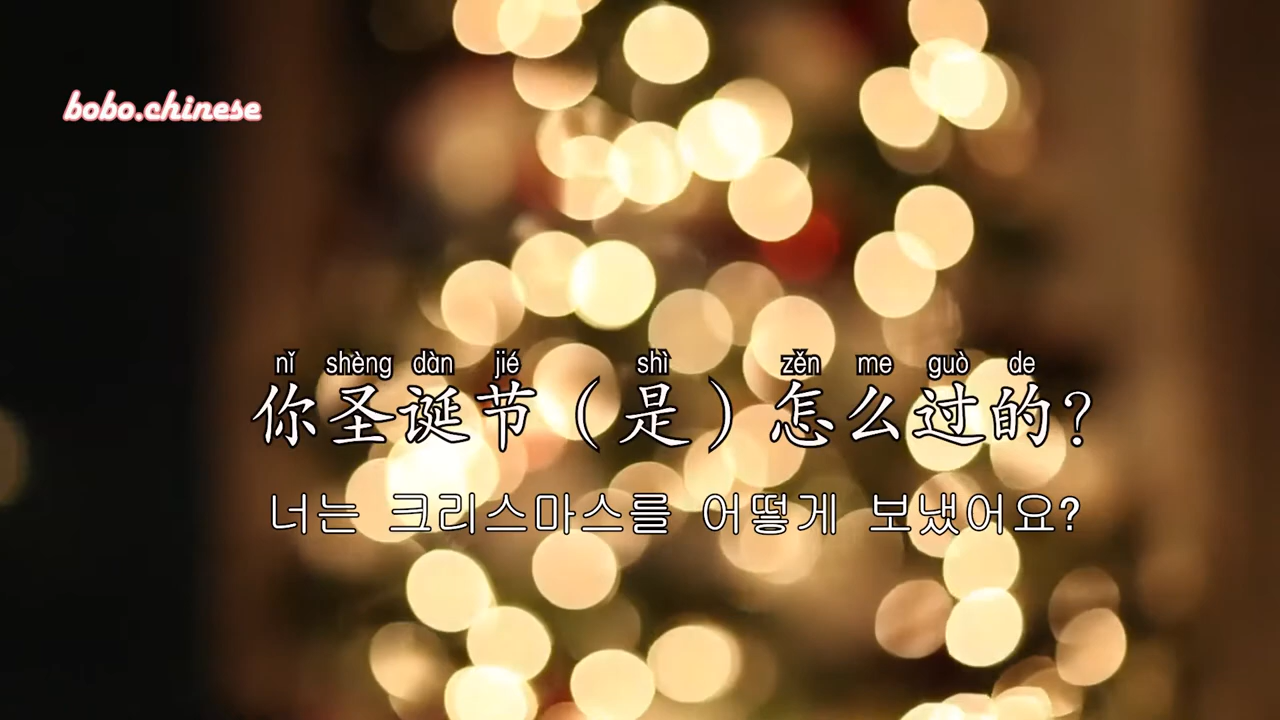 bobo.chinese
nǐ shèng dàn jié shì zěn me guò de
你圣诞节（是）怎么过的？
너는 크리스마스를 어떻게 보냈어요?